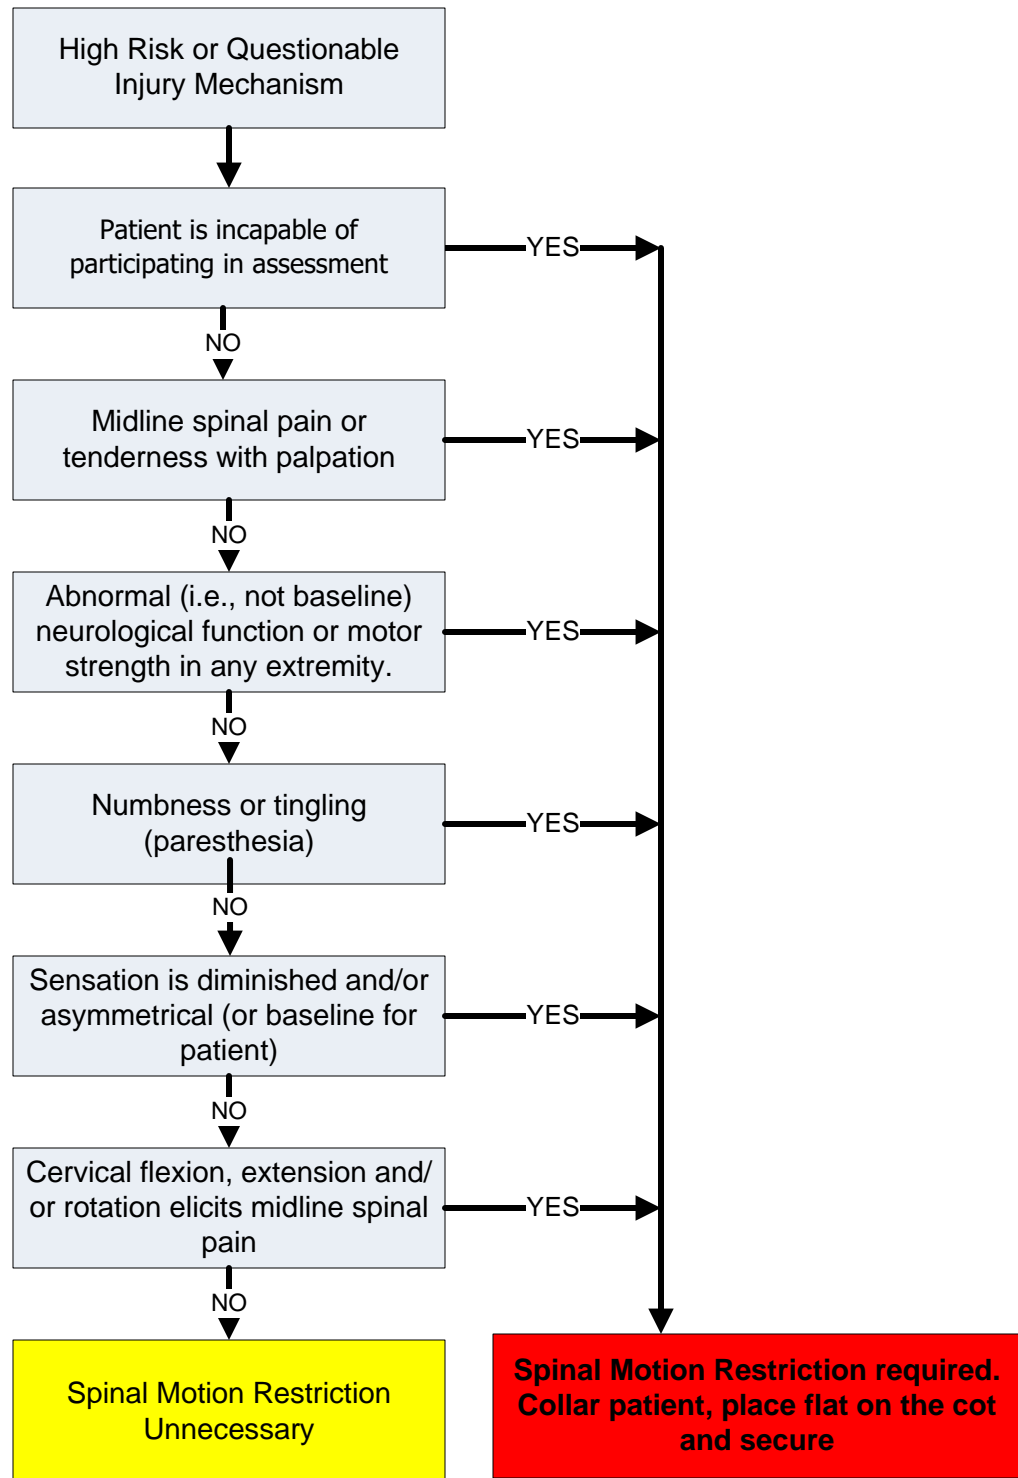 High Risk or Questionable
Injury Mechanism
Patient is incapable of
participating in assessment
YES
NO
Midline spinal pain or
tenderness with palpation
YES
NO
Abnormal (i.e., not baseline)
neurological function or motor
strength in any extremity.
YES
NO
Numbness or tingling
(paresthesia)
YES
NO
Sensation is diminished and/or
asymmetrical (or baseline for
patient)
YES
NO
Cervical flexion, extension and/
or rotation elicits midline spinal
pain
YES
NO
Spinal Motion Restriction
Unnecessary
Spinal Motion Restriction required.
Collar patient, place flat on the cot
and secure